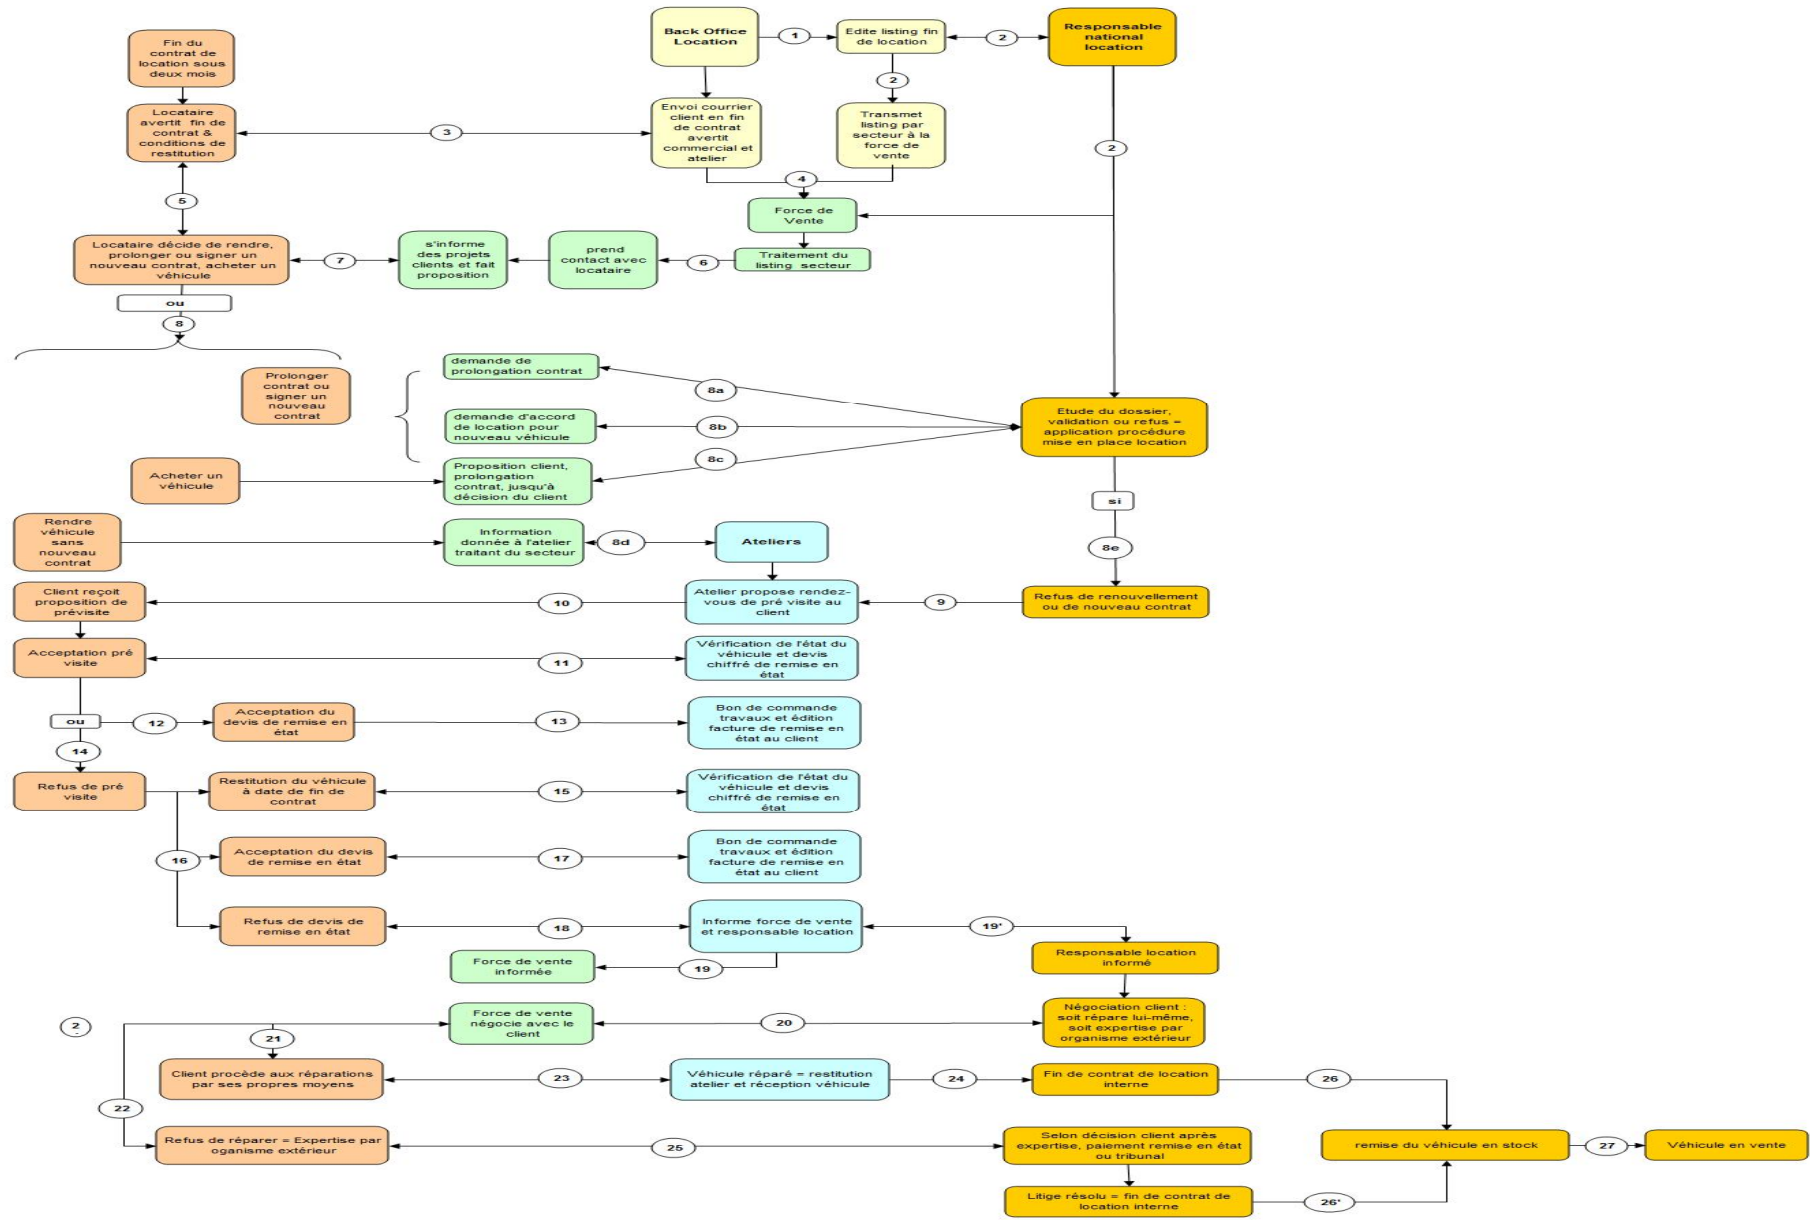 Back Office
Location
1
Edite listing fin
de location
2
Responsable
national
location
Fin du
contrat de
location sous
deux mois
2
Locataire
avertit fin de
contrat &
conditions de
restitution
3
Envoi courrier
client en fin
de contrat
avertit
commercial et
atelier
Transmet
listing par
secteur à la
force de
vente
2
4
5
Force de
Vente
Locataire décide de rendre,
prolonger ou signer un
nouveau contrat, acheter un
véhicule
7
s'informe
des projets
clients et fait
proposition
prend
contact avec
locataire
6
Traitement du
listing secteur
ou
8
Prolonger
contrat ou
signer un
nouveau
contrat
demande de
prolongation contrat
8a
demande d'accord
de location pour
nouveau véhicule
8b
Etude du dossier,
validation ou refus =
application procédure
mise en place location
8c
Acheter un
véhicule
Proposition client,
prolongation
contrat, jusqu'à
décision du client
si
Rendre
véhicule
sans
nouveau
contrat
Information
donnée à l'atelier
traitant du secteur
8d
Ateliers
8e
Client reçoit
proposition de
prévisite
10
Atelier propose rendez-
vous de pré visite au
client
9
Refus de renouvellement
ou de nouveau contrat
Acceptation pré
visite
11
Vérification de l'état du
véhicule et devis
chiffré de remise en
état
ou
12
Acceptation du
devis de remise en
état
13
Bon de commande
travaux et édition
facture de remise en
état au client
14
Refus de pré
visite
Restitution du véhicule
à date de fin de
contrat
15
Vérification de l'état du
véhicule et devis
chiffré de remise en
état
16
Acceptation du devis
de remise en état
17
Bon de commande
travaux et édition
facture de remise en
état au client
Refus de devis de
remise en état
18
Informe force de vente
et responsable location
19'
Force de vente
informée
19
Responsable location
informé
2
Force de vente
négocie avec le
client
20
Négociation client :
soit répare lui-même,
soit expertise par
organisme extérieur
21
Client procède aux réparations
par ses propres moyens
23
Véhicule réparé = restitution
atelier et réception véhicule
24
Fin de contrat de location
interne
26
22
Refus de réparer = Expertise par
oganisme extérieur
25
Selon décision client après
expertise, paiement remise en état
ou tribunal
remise du véhicule en stock
27
Véhicule en vente
Litige résolu = fin de contrat de
location interne
26'